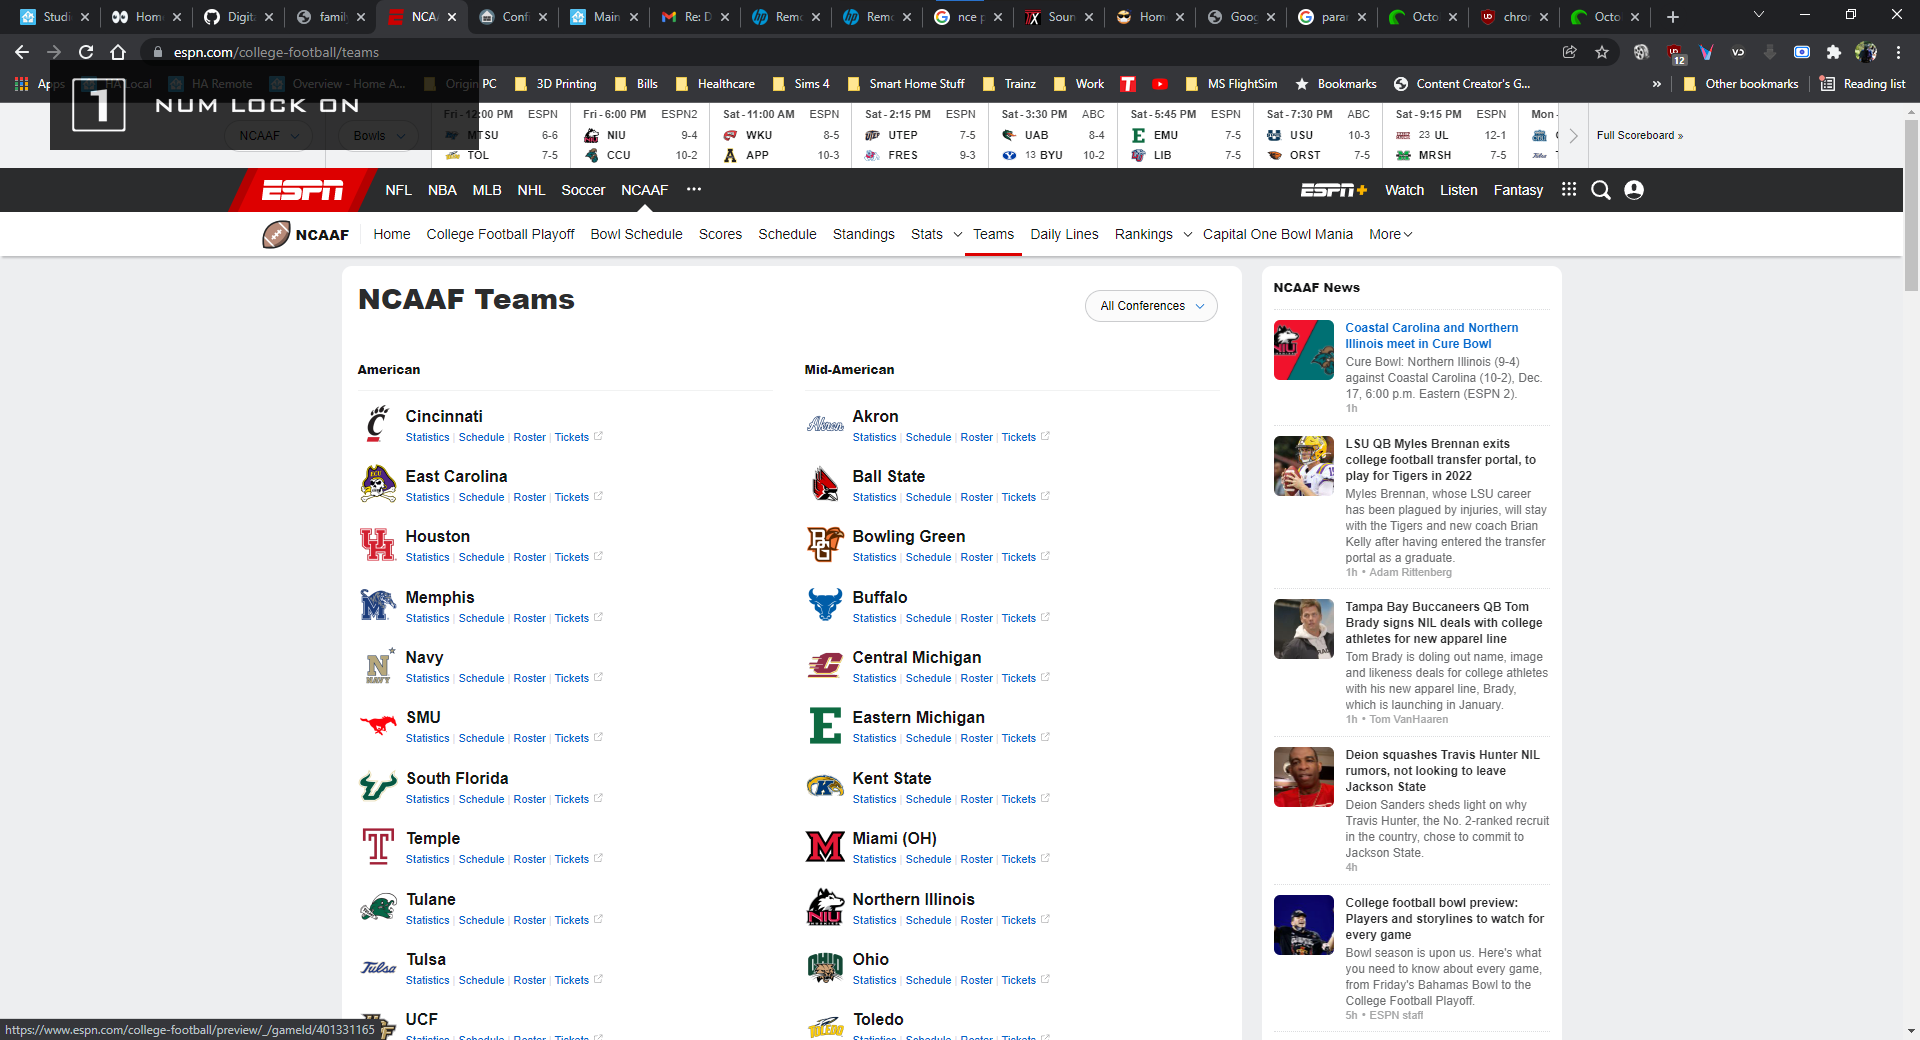 Studi
Hom
Digit
famil
NCA
Confi
Main
Re: D
Rem
Rem
nce p
Soun
Hom
Goog
parar
Octo
chror
Octo
espn.com/college-football/teams
12
Apps
HA Local
HA Remote
Overview - Home A...
Origin PC
3D Printing
Bills
Healthcare
Sims 4
Smart Home Stuff
Trainz
Work
MS FlightSim
Bookmarks
Content Creator's G...
»
Other bookmarks
Reading list
1 NUM LOCK ON
NCAAF
Bowls
Fri - 12:00 PM ESPN
MTSU 6-6
TOL 7-5
Fri - 6:00 PM ESPN2
NIU 9-4
CCU 10-2
Sat - 11:00 AM ESPN
WKU 8-5
APP 10-3
Sat - 2:15 PM ESPN
UTEP 7-5
FRES 9-3
Sat - 3:30 PM ABC
UAB 8-4
13 BYU 10-2
Sat - 5:45 PM ESPN
EMU 7-5
LIB 7-5
Sat - 7:30 PM ABC
USU 10-3
ORST 7-5
Sat - 9:15 PM ESPN
23 UL 12-1
MRSH 7-5
Mon -
Full Scoreboard »
ESPN NFL NBA MLB NHL Soccer NCAAF ••• ESPN+ Watch Listen Fantasy
NCAAF Home College Football Playoff Bowl Schedule Scores Schedule Standings Stats Teams Daily Lines Rankings Capital One Bowl Mania More
NCAAF Teams
All Conferences
American
Cincinnati
Statistics | Schedule | Roster | Tickets
East Carolina
Statistics | Schedule | Roster | Tickets
Houston
Statistics | Schedule | Roster | Tickets
Memphis
Statistics | Schedule | Roster | Tickets
Navy
Statistics | Schedule | Roster | Tickets
SMU
Statistics | Schedule | Roster | Tickets
South Florida
Statistics | Schedule | Roster | Tickets
Temple
Statistics | Schedule | Roster | Tickets
Tulane
Statistics | Schedule | Roster | Tickets
Tulsa
Statistics | Schedule | Roster | Tickets
UCF
Statistics | Schedule | Roster | Tickets
Mid-American
Akron
Statistics | Schedule | Roster | Tickets
Ball State
Statistics | Schedule | Roster | Tickets
Bowling Green
Statistics | Schedule | Roster | Tickets
Buffalo
Statistics | Schedule | Roster | Tickets
Central Michigan
Statistics | Schedule | Roster | Tickets
Eastern Michigan
Statistics | Schedule | Roster | Tickets
Kent State
Statistics | Schedule | Roster | Tickets
Miami (OH)
Statistics | Schedule | Roster | Tickets
Northern Illinois
Statistics | Schedule | Roster | Tickets
Ohio
Statistics | Schedule | Roster | Tickets
Toledo
Statistics | Schedule | Roster | Tickets
NCAAF News
Coastal Carolina and Northern
Illinois meet in Cure Bowl
Cure Bowl: Northern Illinois (9-4)
against Coastal Carolina (10-2), Dec.
17, 6:00 p.m. Eastern (ESPN 2).
1h
LSU QB Myles Brennan exits
college football transfer portal, to
play for Tigers in 2022
Myles Brennan, whose LSU career
has been plagued by injuries, will stay
with the Tigers and new coach Brian
Kelly after having entered the transfer
portal as a graduate.
1h • Adam Rittenberg
Tampa Bay Buccaneers QB Tom
Brady signs NIL deals with college
athletes for new apparel line
Tom Brady is doling out name, image
and likeness deals for college athletes
with his new apparel line, Brady,
which is launching in January.
1h • Tom VanHaaren
Deion squashes Travis Hunter NIL
rumors, not looking to leave
Jackson State
Deion Sanders sheds light on why
Travis Hunter, the No. 2-ranked recruit
in the country, chose to commit to
Jackson State.
4h
College football bowl preview:
Players and storylines to watch for
every game
Bowl season is upon us. Here's what
you need to know about every game,
from Friday's Bahamas Bowl to the
College Football Playoff.
5h • ESPN staff
https://www.espn.com/college-football/preview/_/gameId/401331165